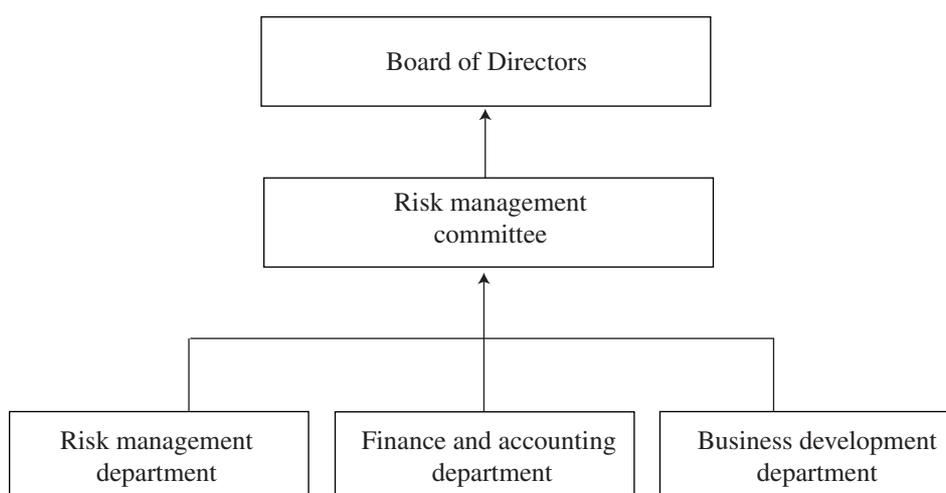 Board of Directors
Risk management
committee
Risk management
department
Finance and accounting
department
Business development
department